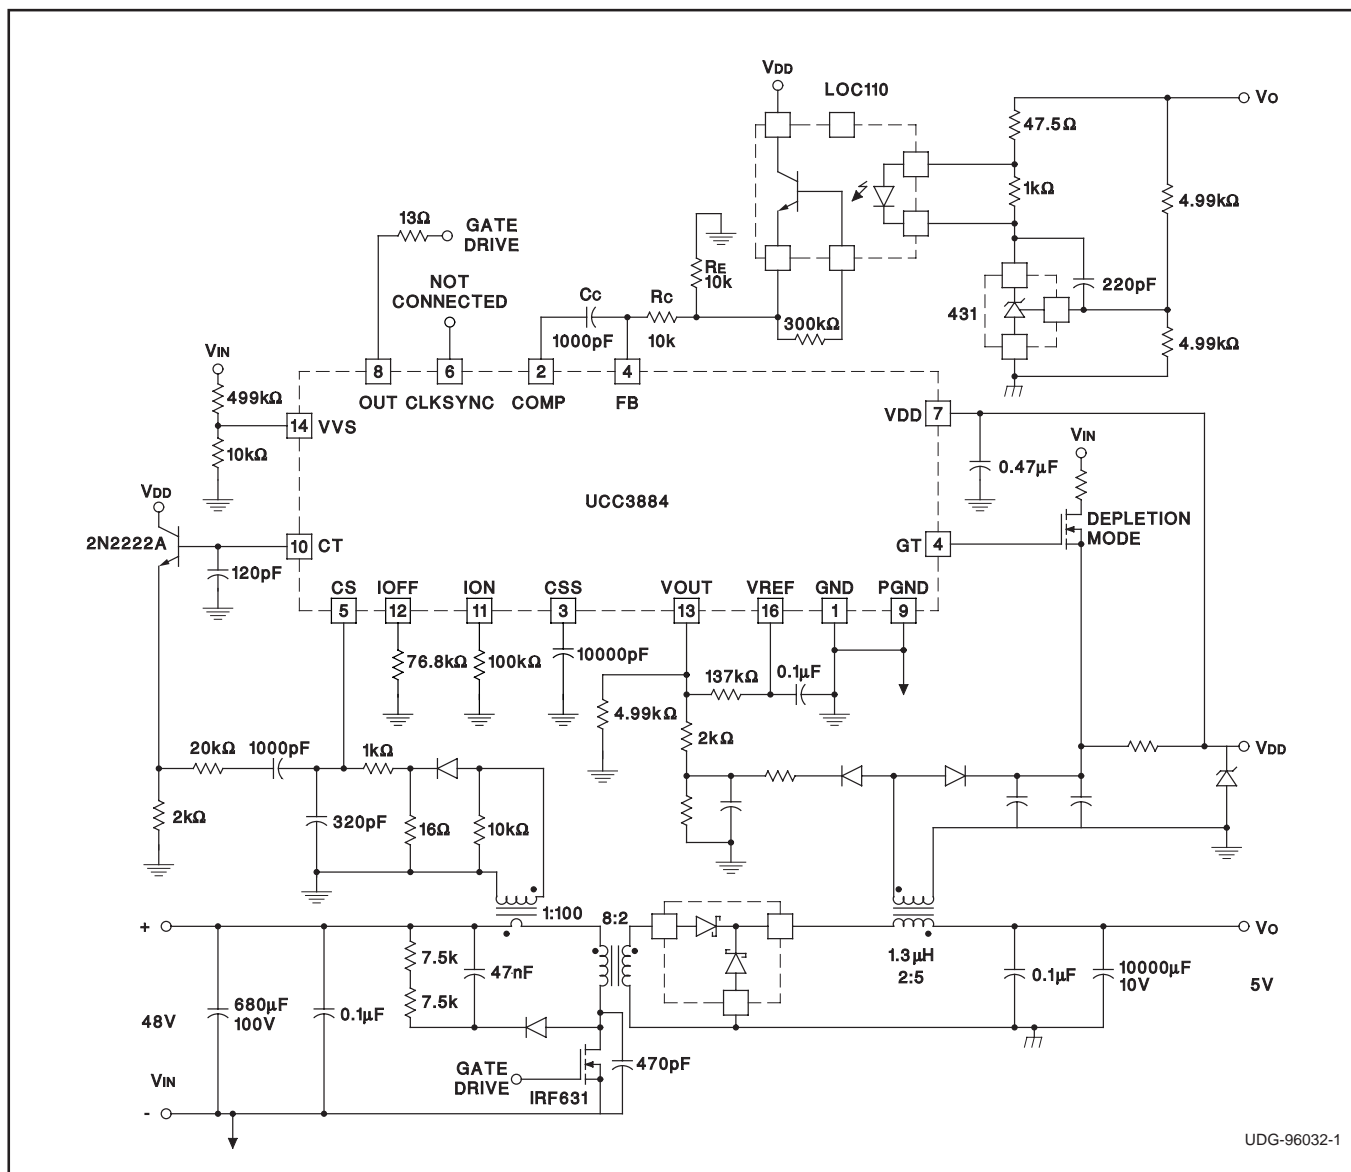 VDD
LOC110
VO
47.5Ω
1kΩ
4.99kΩ
13Ω
GATE
DRIVE
NOT
CONNECTED
RE
10k
CC
RC
1000pF
10k
300kΩ
431
220pF
4.99kΩ
VIN
499kΩ
8
6
2
4
OUT
CLKSYNC
COMP
FB
14
VVS
10kΩ
VDD
7
VIN
0.47µF
VDD
UCC3884
DEPLETION
MODE
2N2222A
10
CT
GT
4
120pF
CS
IOFF
ION
CSS
VOUT
VREF
GND
PGND
5
12
11
3
13
16
1
9
76.8kΩ
100kΩ
10000pF
137kΩ
0.1µF
4.99kΩ
2kΩ
20kΩ
1000pF
1kΩ
VDD
2kΩ
320pF
16Ω
10kΩ
1:100
8:2
+
VO
7.5k
47nF
1.3µH
2:5
7.5k
0.1µF
10000µF
10V
5V
48V
680µF
100V
0.1µF
470pF
GATE
DRIVE
IRF631
VIN
-
UDG-96032-1